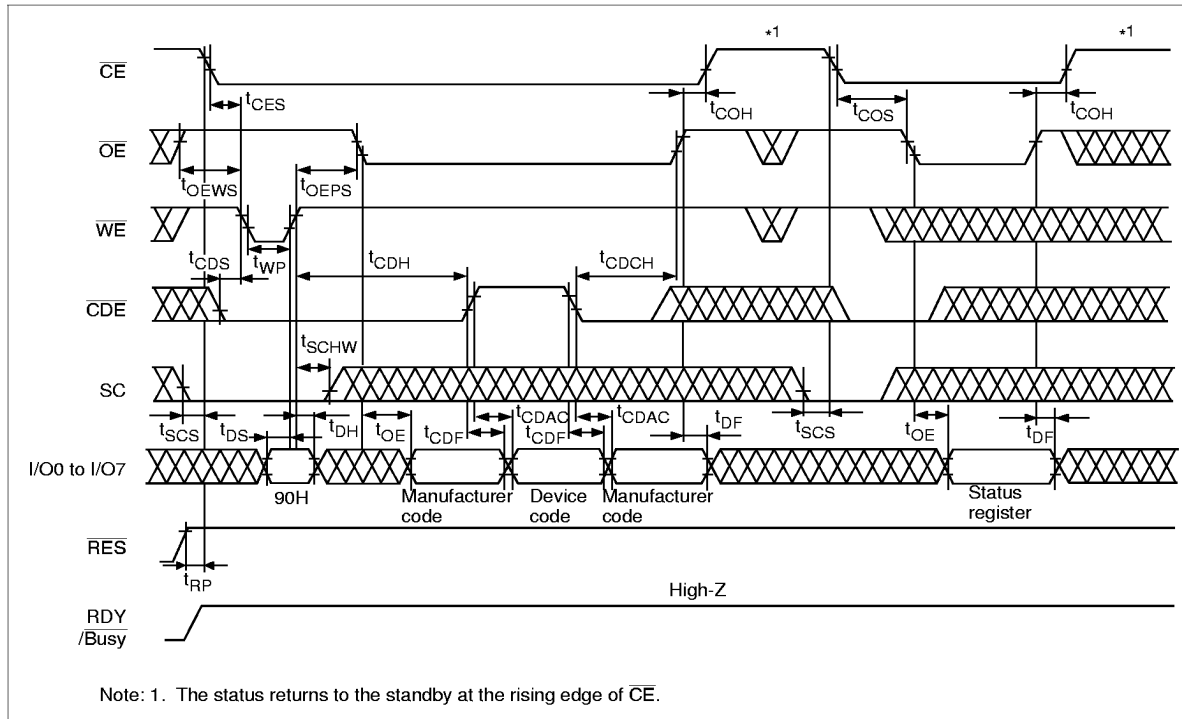 *1
*1
CE
tCES
tCOH
tCOS
tCOH
OE
tOEWS
tOEPS
WE
tCDS
tWP
tCDH
tCDCH
CDE
tSCHW
SC
tSCS
tDS
tDH
tOE
tCDF
tCDAC
tCDF
tCDAC
tDF
tSCS
tOE
tDF
I/O0 to I/O7
90H
Manufacturer
code
Device
code
Manufacturer
code
Status
register
RES
tRP
High-Z
RDY
/Busy
Note: 1. The status returns to the standby at the rising edge of CE.